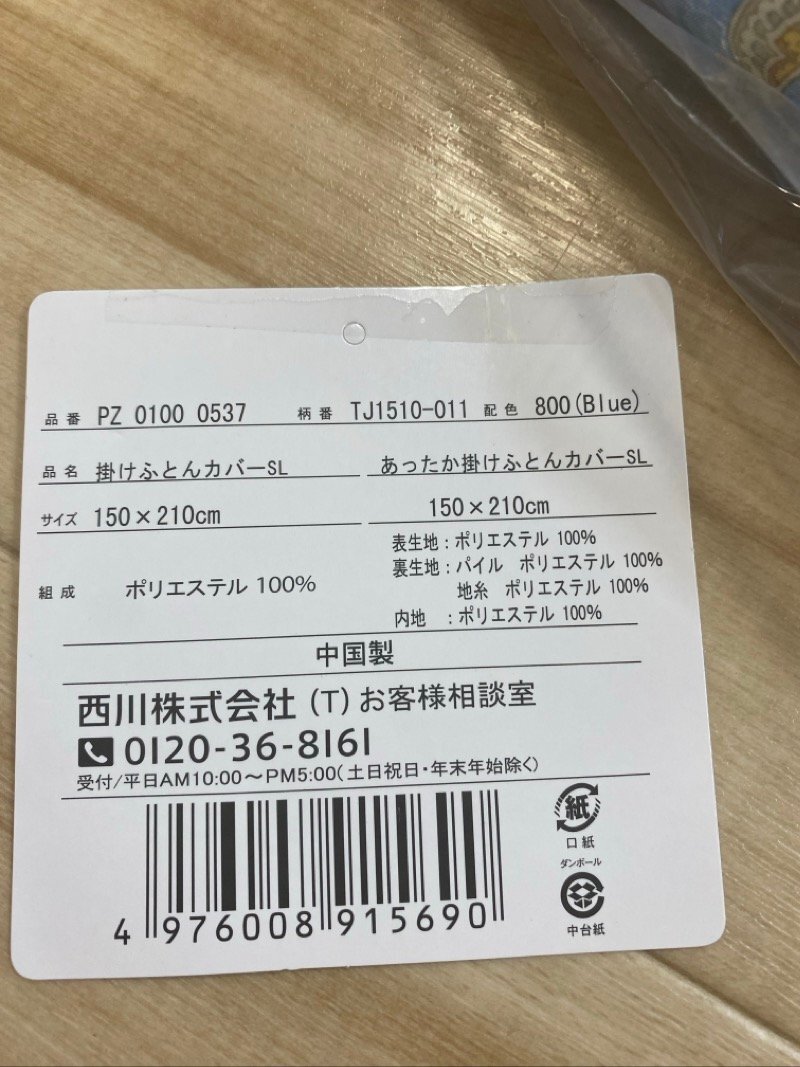 品番 PZ 0100 0537 柄番 TJ1510-011 配色 800(Blue)
品名 掛けふとんカバーSL あったか掛けふとんカバーSL
サイズ 150×210cm 150×210cm
組成 ポリエステル 100%
表生地:ポリエステル 100%
裏生地:パイル ポリエステル 100%
地糸 ポリエステル 100%
内地 :ポリエステル 100%
中国製
西川株式会社(T)お客様相談室
0120-36-8161
受付/平日AM10:00〜PM5:00(土日祝日・年末年始除く)
4 976008 915690
紙
口紙
ダンボール
中台紙